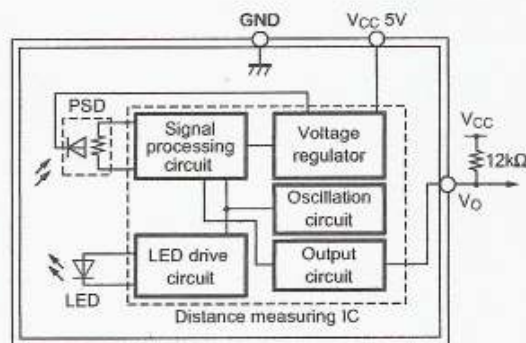 GND
VCC 5V
PSD
Signal
processing
circuit
Voltage
regulator
VCC
12kΩ
Oscillation
circuit
VO
LED drive
circuit
Output
circuit
LED
Distance measuring IC